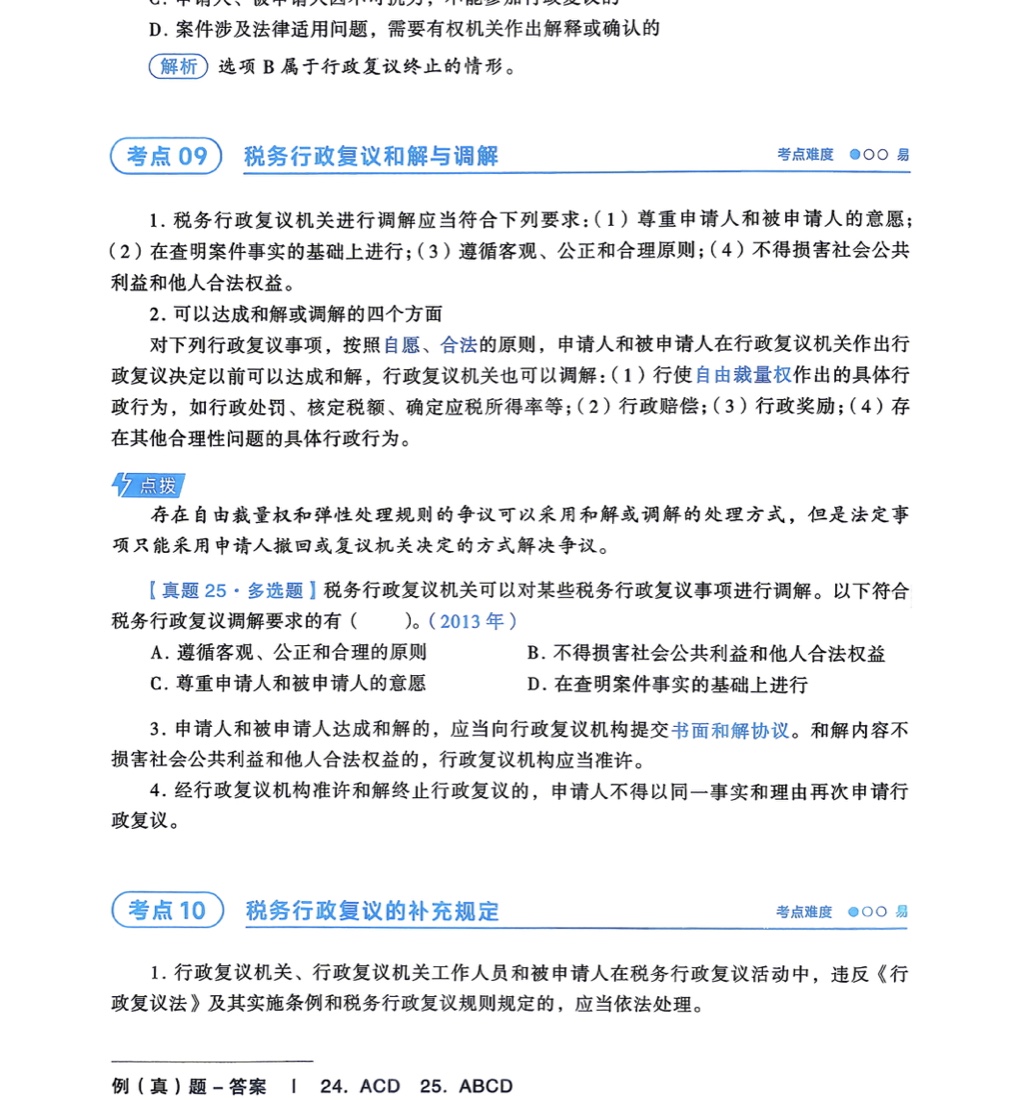 C. 申请人、被申请人因不可抗力，不能参加行政复议的
D. 案件涉及法律适用问题，需要有权机关作出解释或确认的
解析 选项 B 属于行政复议终止的情形。
考点 09 税务行政复议和解与调解 考点难度 ●○○ 易
1. 税务行政复议机关进行调解应当符合下列要求：（1）尊重申请人和被申请人的意愿；
（2）在查明案件事实的基础上进行；（3）遵循客观、公正和合理原则；（4）不得损害社会公共
利益和他人合法权益。
2. 可以达成和解或调解的四个方面
对下列行政复议事项，按照自愿、合法的原则，申请人和被申请人在行政复议机关作出行
政复议决定以前可以达成和解，行政复议机关也可以调解：（1）行使自由裁量权作出的具体行
政行为，如行政处罚、核定税额、确定应税所得率等；（2）行政赔偿；（3）行政奖励；（4）存
在其他合理性问题的具体行政行为。
点拨
存在自由裁量权和弹性处理规则的争议可以采用和解或调解的处理方式，但是法定事
项只能采用申请人撤回或复议机关决定的方式解决争议。
【真题 25·多选题】税务行政复议机关可以对某些税务行政复议事项进行调解。以下符合
税务行政复议调解要求的有（　　）。（2013 年）
A. 遵循客观、公正和合理的原则 B. 不得损害社会公共利益和他人合法权益
C. 尊重申请人和被申请人的意愿 D. 在查明案件事实的基础上进行
3. 申请人和被申请人达成和解的，应当向行政复议机构提交书面和解协议。和解内容不
损害社会公共利益和他人合法权益的，行政复议机构应当准许。
4. 经行政复议机构准许和解终止行政复议的，申请人不得以同一事实和理由再次申请行
政复议。
考点 10 税务行政复议的补充规定 考点难度 ●○○ 易
1. 行政复议机关、行政复议机关工作人员和被申请人在税务行政复议活动中，违反《行
政复议法》及其实施条例和税务行政复议规则规定的，应当依法处理。
例（真）题－答案 | 24. ACD 25. ABCD